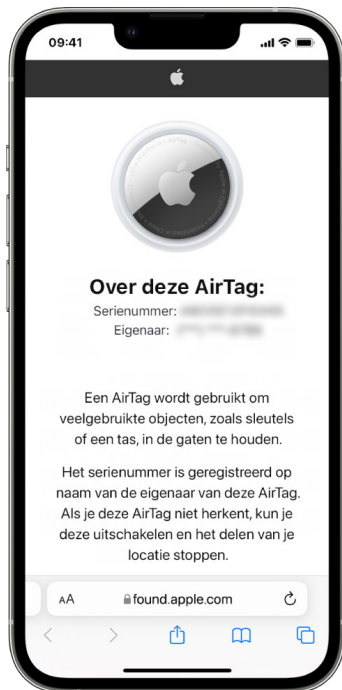 09:41
Over deze AirTag:
Serienummer:
Eigenaar:
Een AirTag wordt gebruikt om
veelgebruikte objecten, zoals sleutels
of een tas, in de gaten te houden.
Het serienummer is geregistreerd op
naam van de eigenaar van deze AirTag.
Als je deze AirTag niet herkent, kun je
deze uitschakelen en het delen van je
locatie stoppen.
AA
found.apple.com